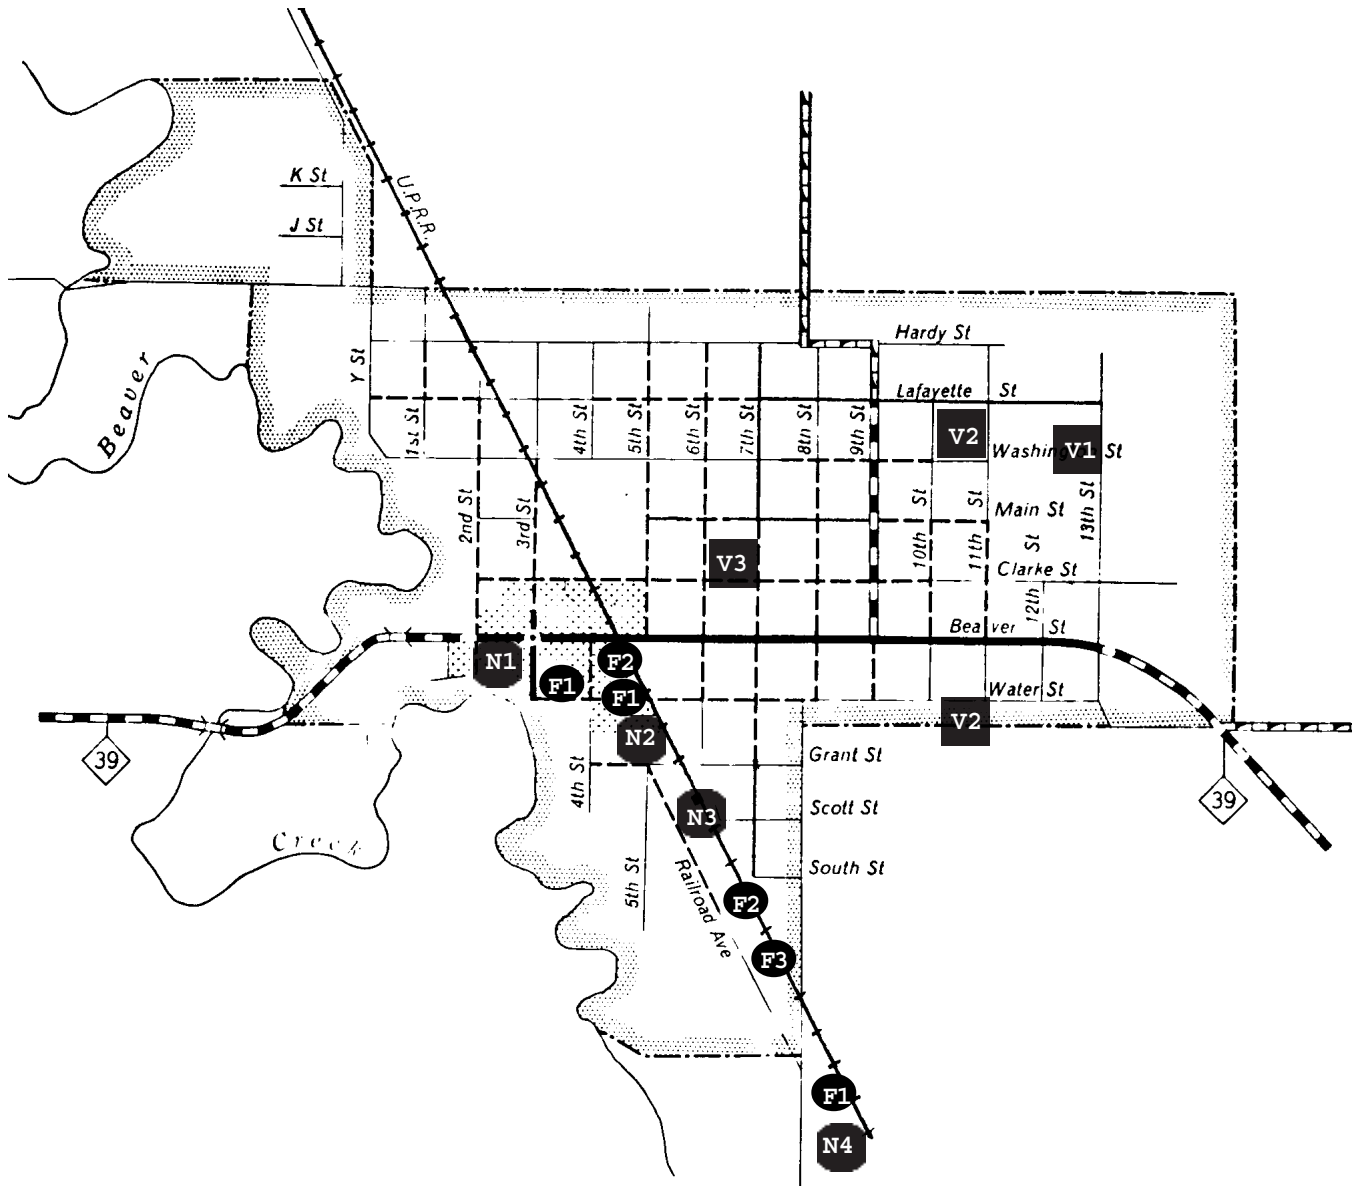 K St
J St
U.P.R.R.
Hardy St
Y St
Beaver
Lafayette St
1st St
4th St
5th St
6th St
7th St
8th St
9th St
V2
V1
Washington St
2nd St
3rd St
10th St
11th St
Main St
13th St
V3
Clarke St
12th St
Beaver St
N1
F2
F1
F1
Water St
N2
V2
39
Grant St
4th St
39
N3
Scott St
Creek
South St
5th St
Railroad Ave
F2
F3
F1
N4